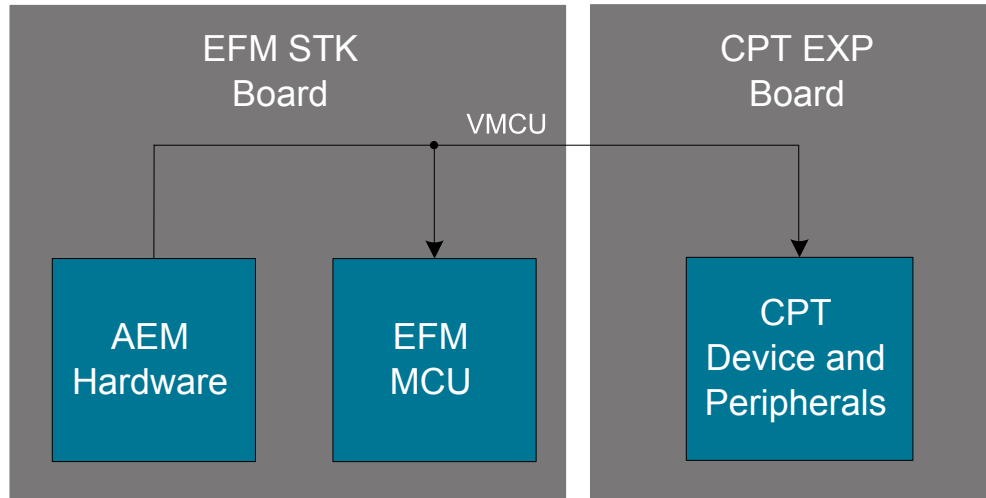 EFM STK
Board
CPT EXP
Board
VMCU
AEM
Hardware
EFM
MCU
CPT
Device and
Peripherals